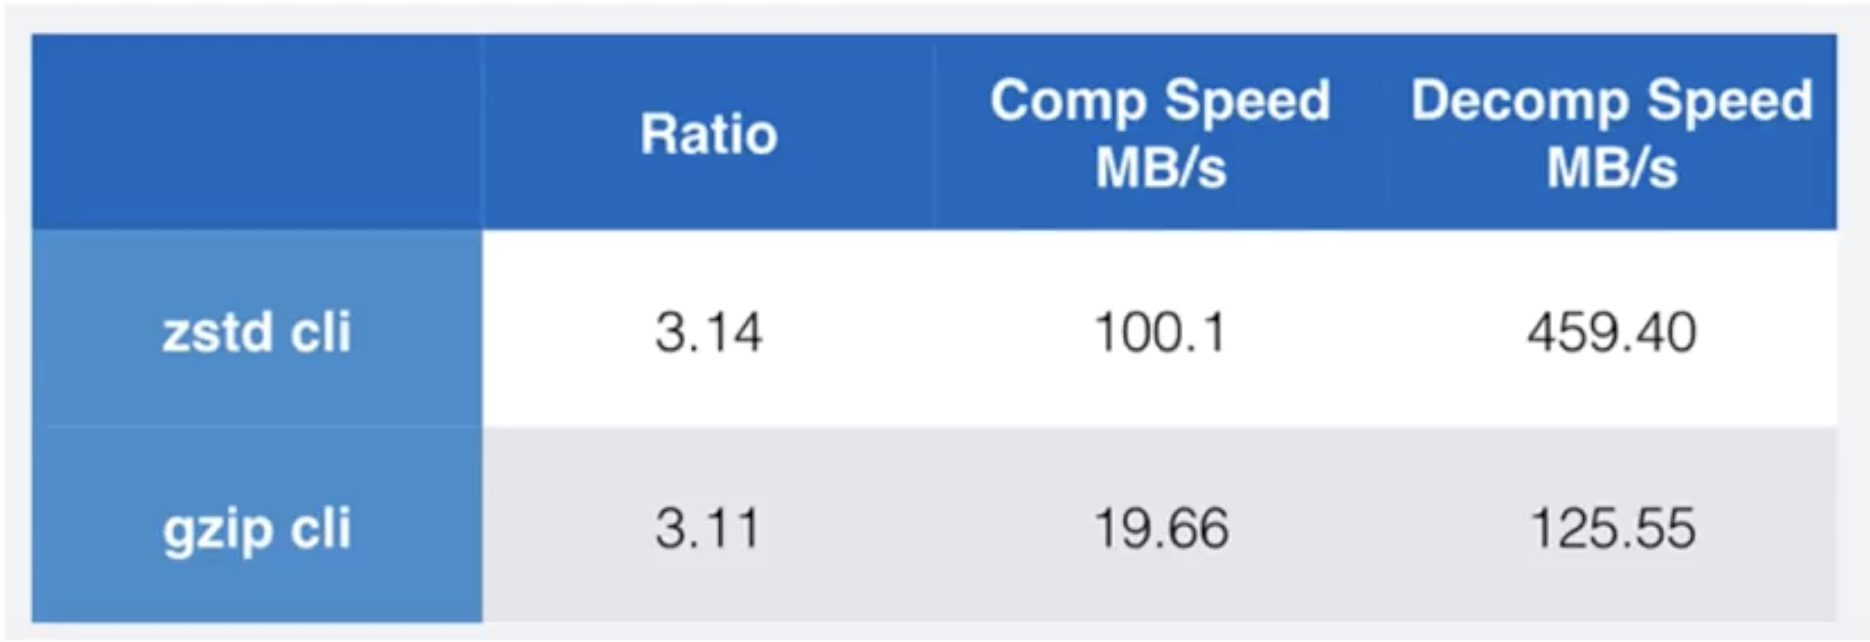 Ratio
Comp Speed
MB/s
Decomp Speed
MB/s
zstd cli
3.14
100.1
459.40
gzip cli
3.11
19.66
125.55